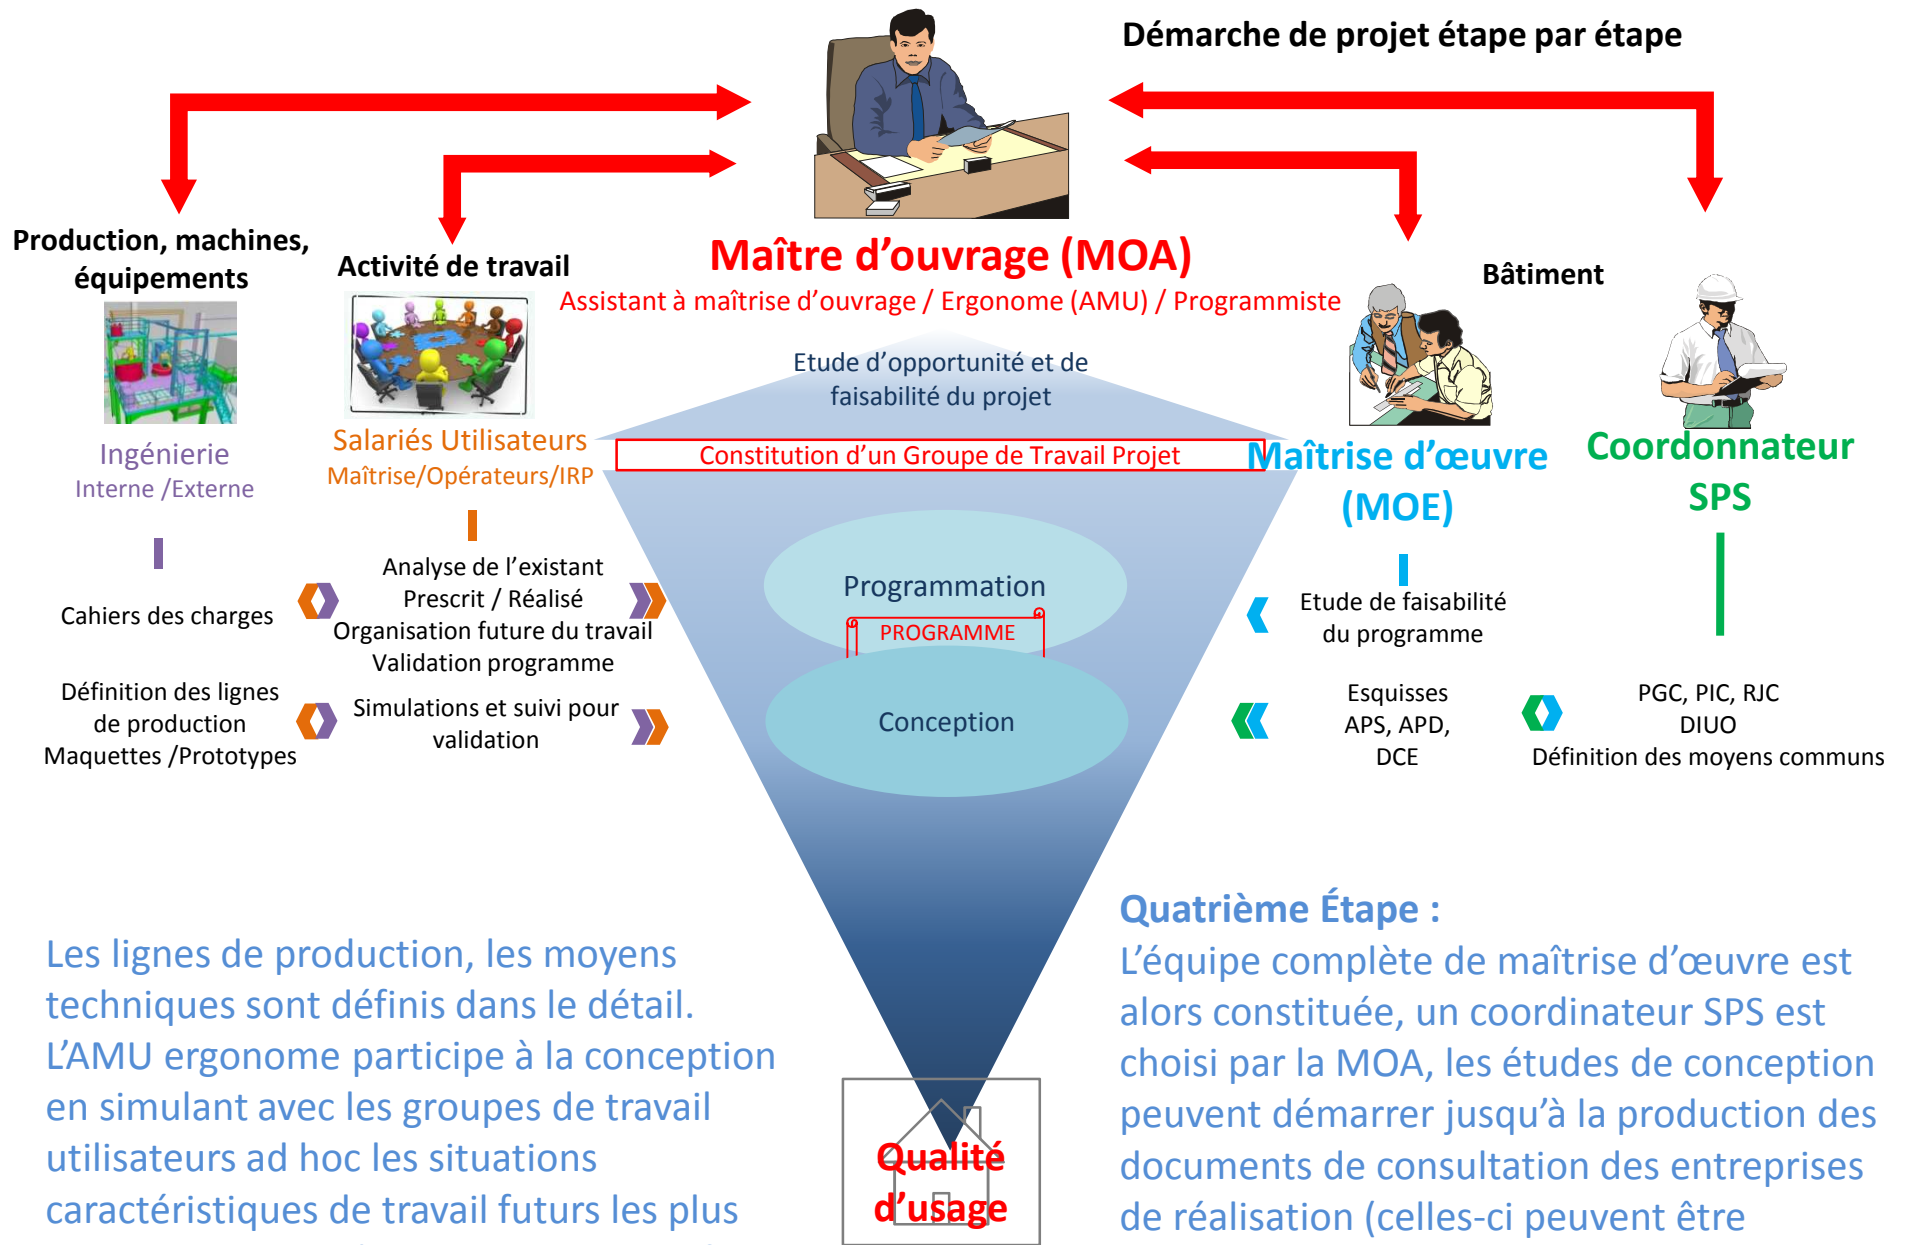 Démarche de projet étape par étape
Production, machines,
équipements
Activité de travail
Maître d’ouvrage (MOA)
Assistant à maîtrise d’ouvrage / Ergonome (AMU) / Programmiste
Bâtiment
Etude d’opportunité et de
faisabilité du projet
Ingénierie
Interne /Externe
Salariés Utilisateurs
Maîtrise/Opérateurs/IRP
Constitution d’un Groupe de Travail Projet
Maîtrise d’œuvre
(MOE)
Coordonnateur
SPS
Cahiers des charges
Analyse de l’existant
Prescrit / Réalisé
Organisation future du travail
Validation programme
Programmation
PROGRAMME
Etude de faisabilité
du programme
Définition des lignes
de production
Maquettes /Prototypes
Simulations et suivi pour
validation
Conception
Esquisses
APS, APD,
DCE
PGC, PIC, RJC
DIUO
Définition des moyens communs
Les lignes de production, les moyens
techniques sont définis dans le détail.
L’AMU ergonome participe à la conception
en simulant avec les groupes de travail
utilisateurs ad hoc les situations
caractéristiques de travail futurs les plus
Qualité
d’usage
Quatrième Étape :
L’équipe complète de maîtrise d’œuvre est
alors constituée, un coordinateur SPS est
choisi par la MOA, les études de conception
peuvent démarrer jusqu’à la production des
documents de consultation des entreprises
de réalisation (celles-ci peuvent être